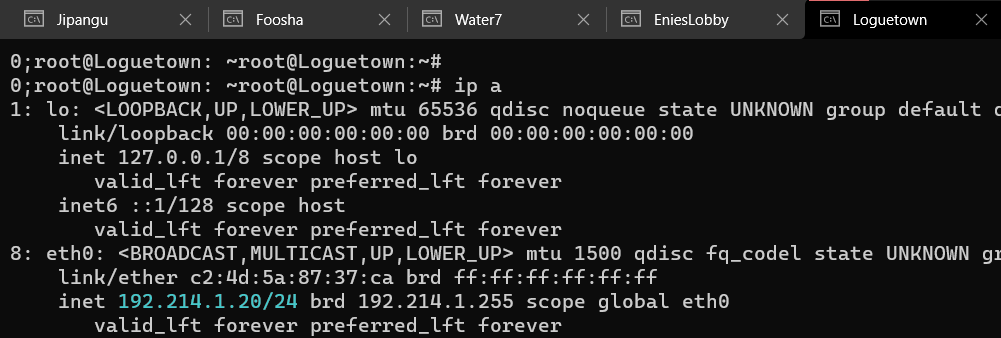 Jipangu Foosha Water7 EniesLobby Loguetown
0;root@Loguetown: ~root@Loguetown:~#
0;root@Loguetown: ~root@Loguetown:~# ip a
1: lo: <LOOPBACK,UP,LOWER_UP> mtu 65536 qdisc noqueue state UNKNOWN group default
link/loopback 00:00:00:00:00:00 brd 00:00:00:00:00:00
inet 127.0.0.1/8 scope host lo
valid_lft forever preferred_lft forever
inet6 ::1/128 scope host
valid_lft forever preferred_lft forever
8: eth0: <BROADCAST,MULTICAST,UP,LOWER_UP> mtu 1500 qdisc fq_codel state UNKNOWN gr
link/ether c2:4d:5a:87:37:ca brd ff:ff:ff:ff:ff:ff
inet 192.214.1.20/24 brd 192.214.1.255 scope global eth0
valid_lft forever preferred_lft forever